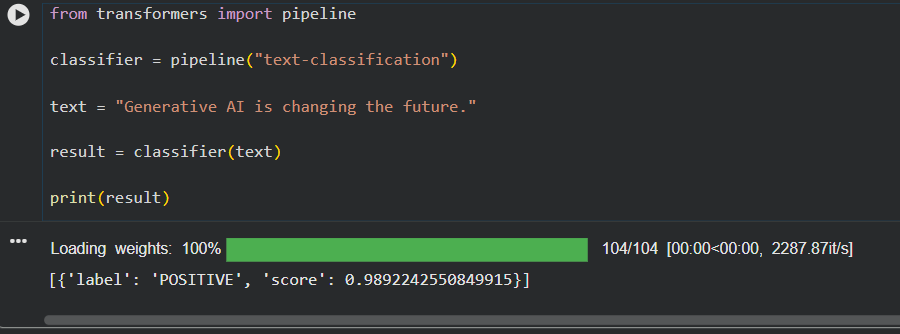 from transformers import pipeline
classifier = pipeline("text-classification")
text = "Generative AI is changing the future."
result = classifier(text)
print(result)
Loading weights: 100% 104/104 [00:00<00:00, 2287.87it/s]
[{'label': 'POSITIVE', 'score': 0.9892242550849915}]